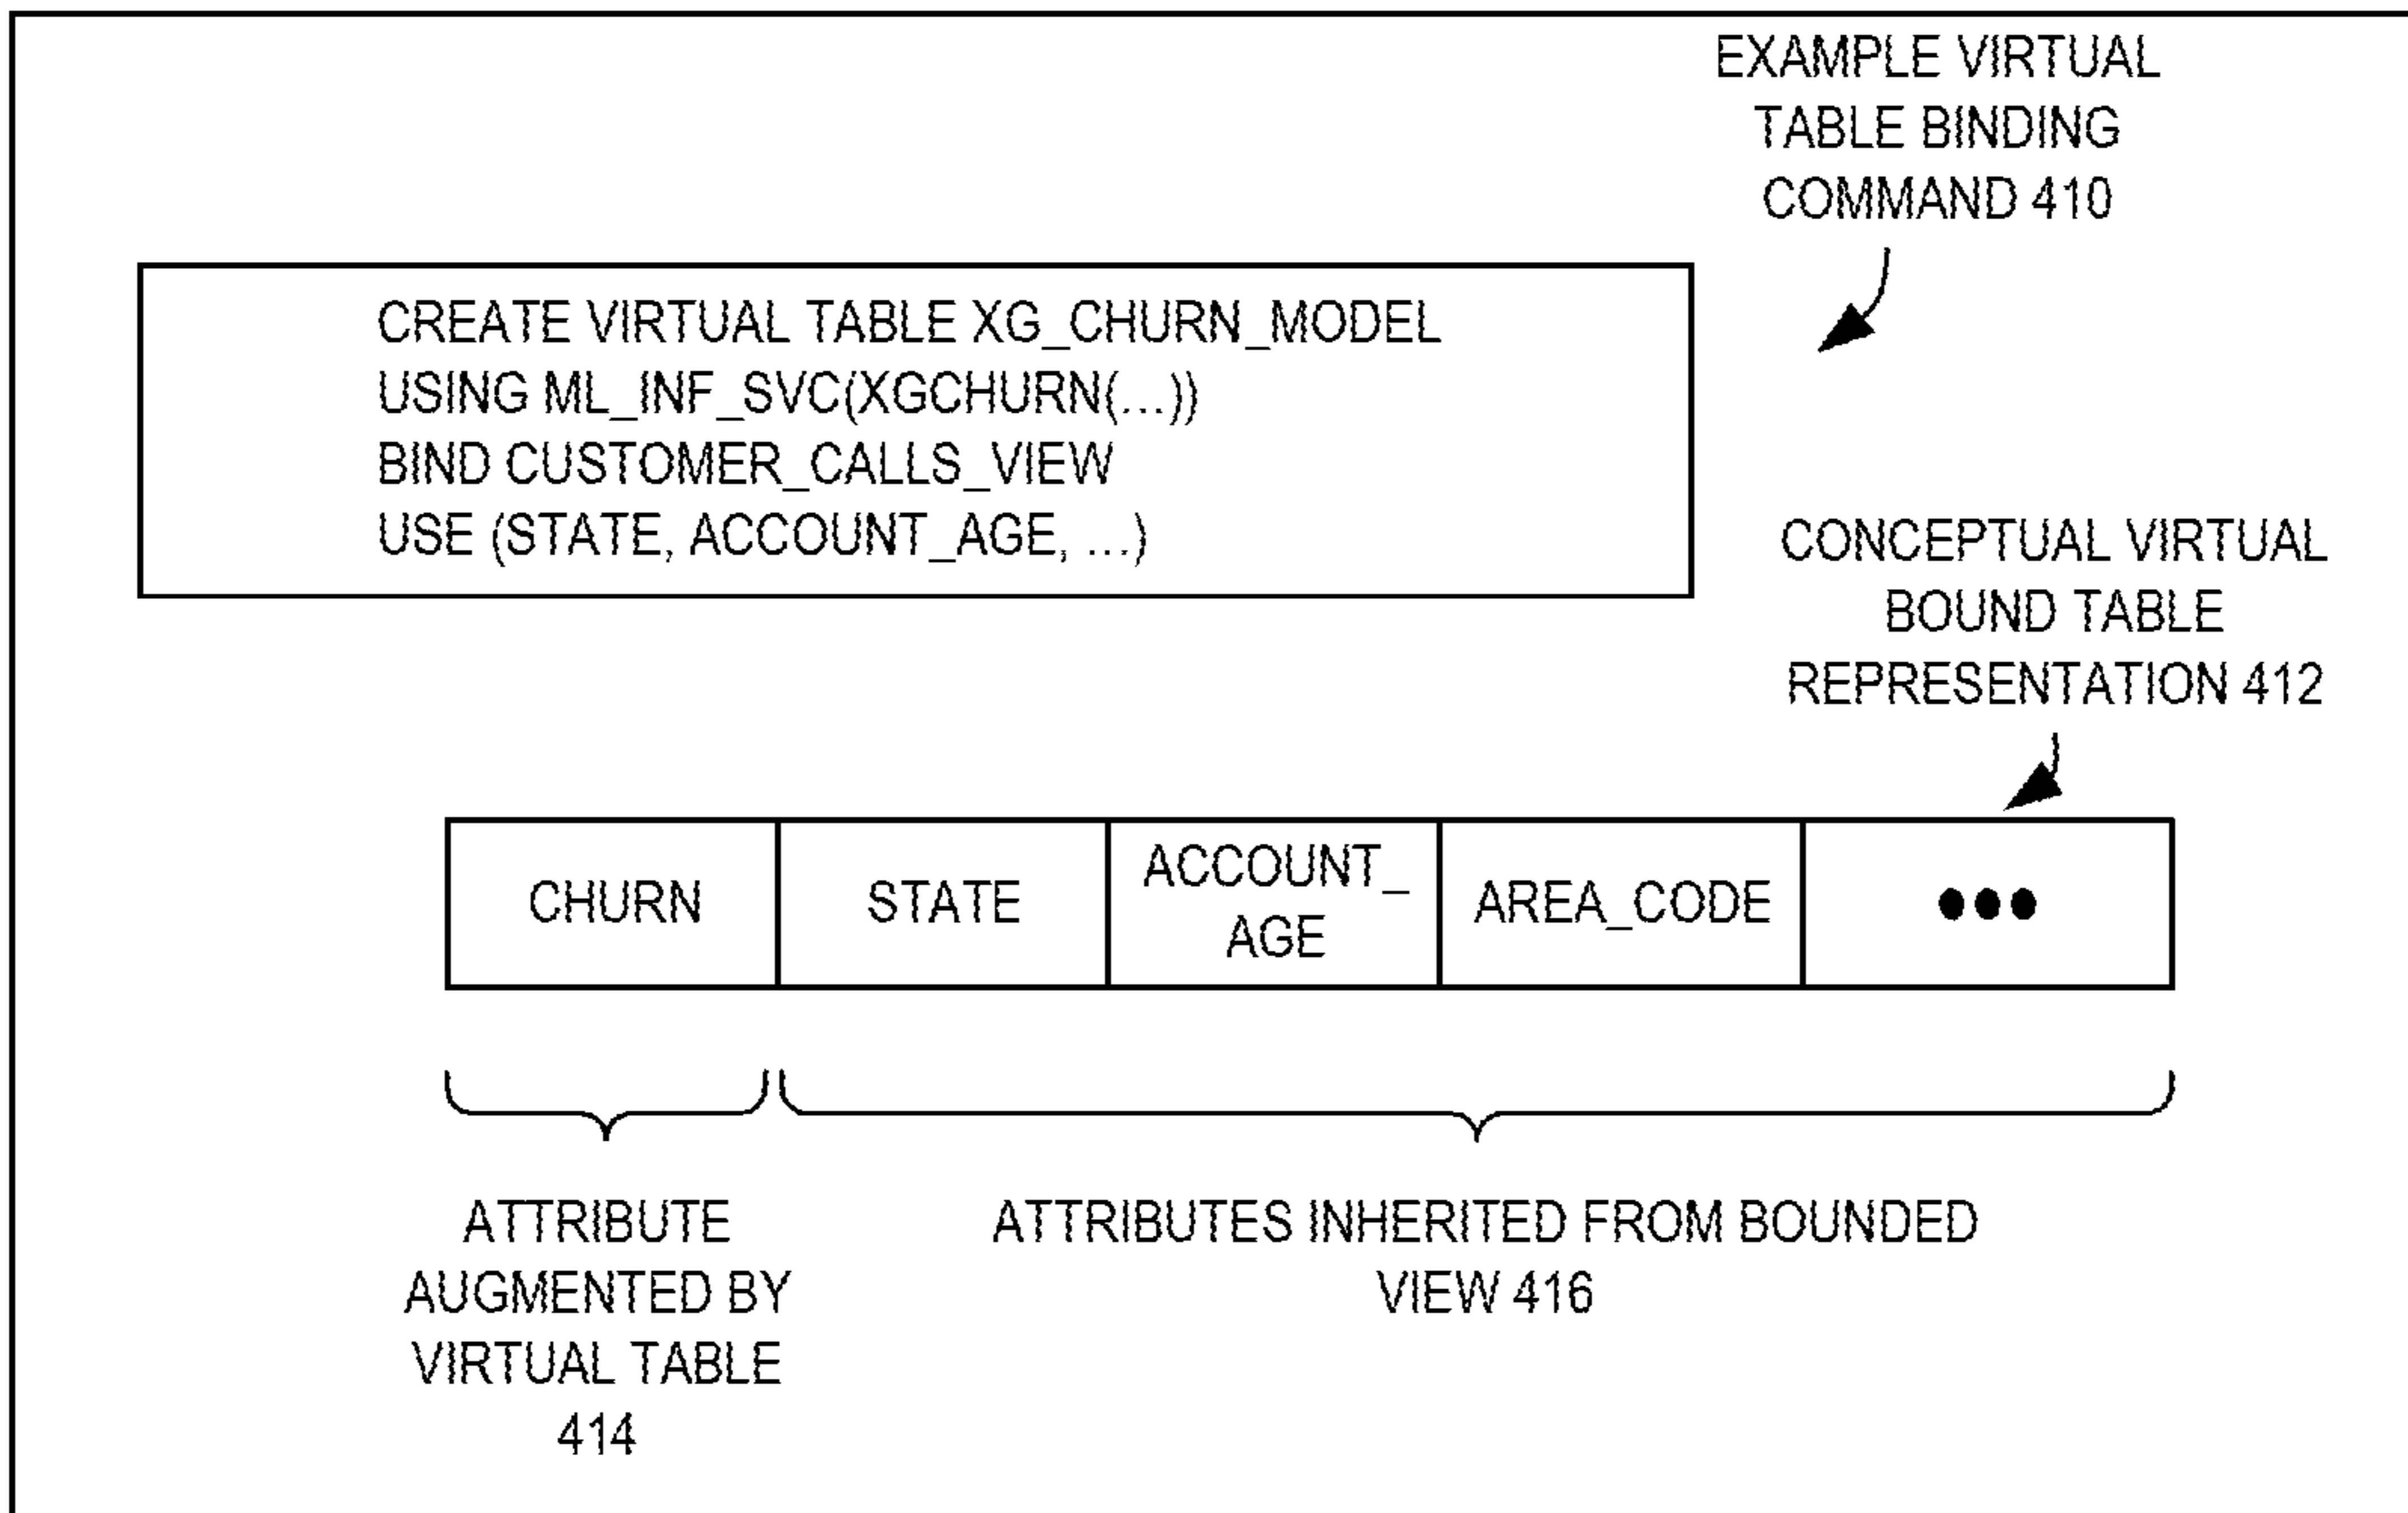 EXAMPLE VIRTUAL
TABLE BINDING
COMMAND 410
CREATE VIRTUAL TABLE XG_CHURN_MODEL
USING ML_INF_SVC(XGCHURN(...))
BIND CUSTOMER_CALLS_VIEW
USE (STATE, ACCOUNT_AGE, ...)
CONCEPTUAL VIRTUAL
BOUND TABLE
REPRESENTATION 412
CHURN
STATE
ACCOUNT_
AGE
AREA_CODE
●●●
ATTRIBUTE
AUGMENTED BY
VIRTUAL TABLE
414
ATTRIBUTES INHERITED FROM BOUNDED
VIEW 416